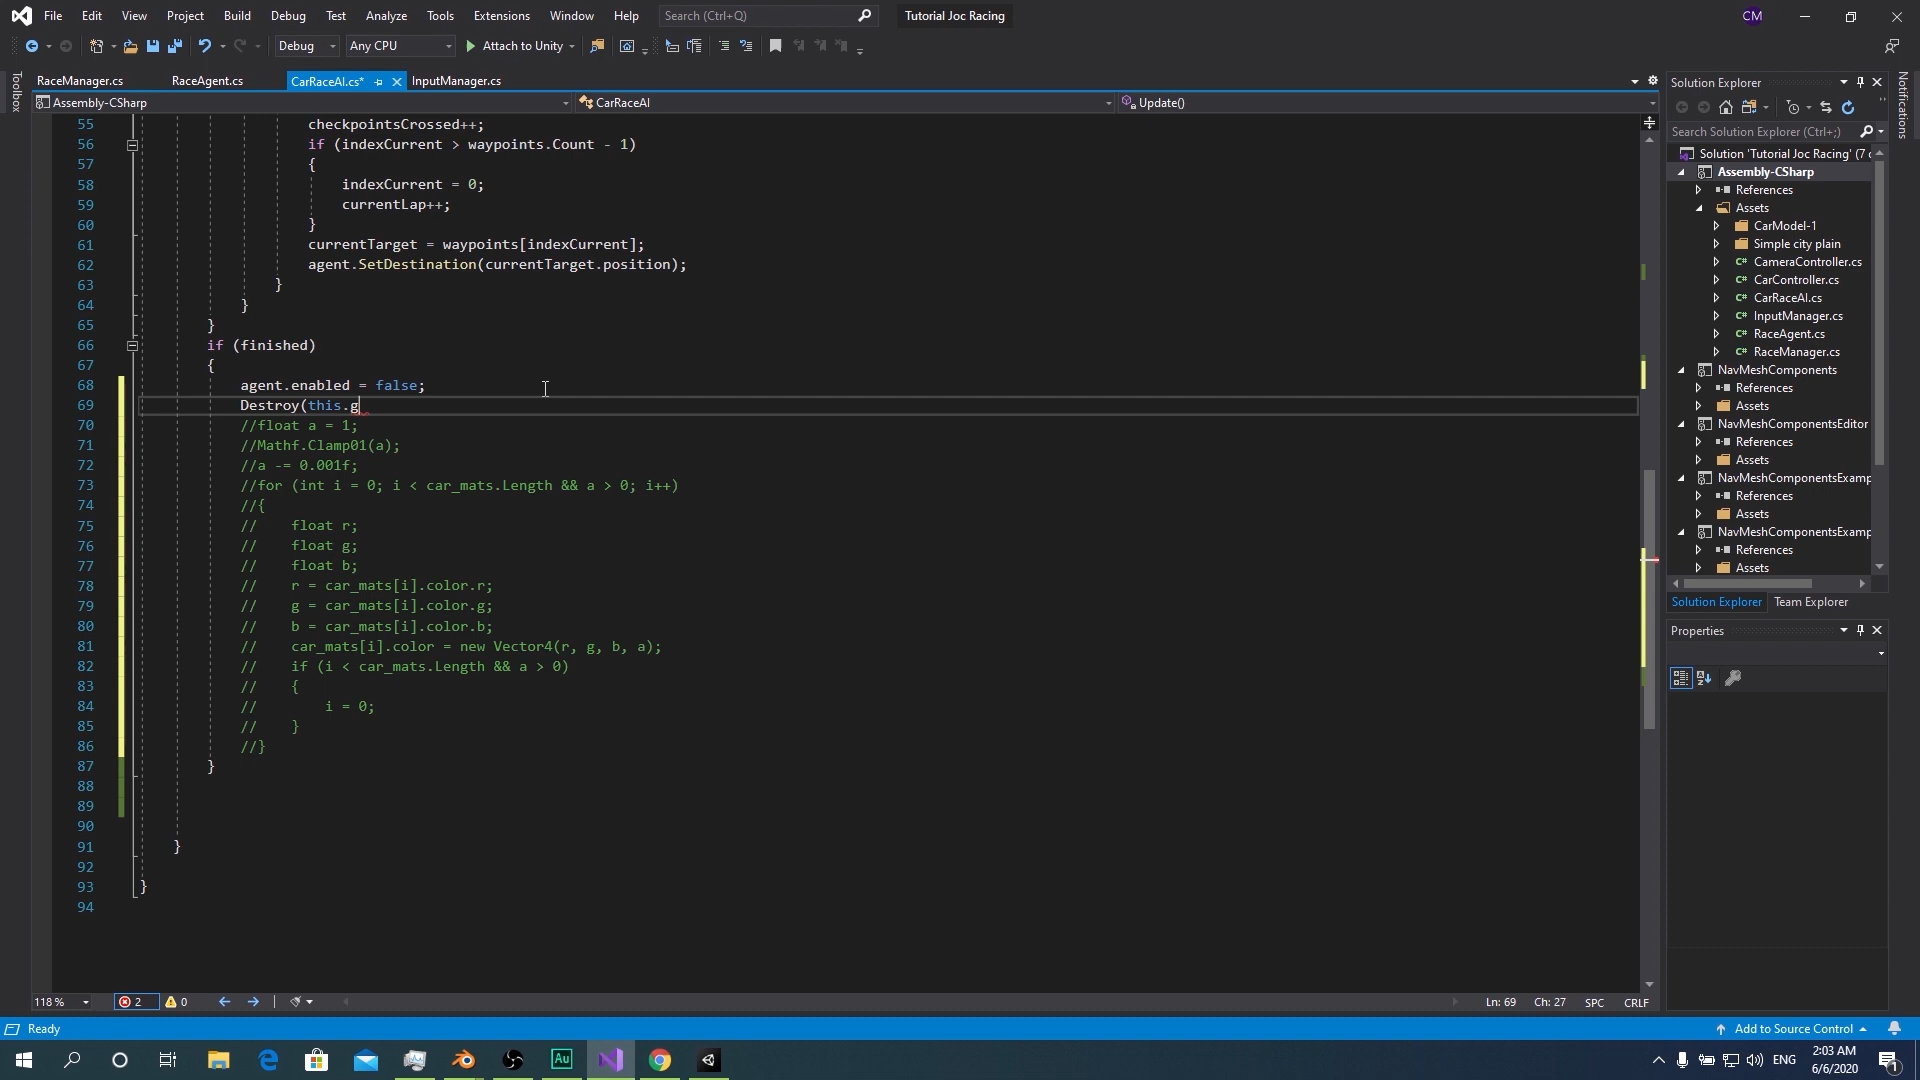 File Edit View Project Build Debug Test Analyze Tools Extensions Window Help Search (Ctrl+Q) Tutorial Joc Racing CM
Debug Any CPU Attach to Unity
RaceManager.cs RaceAgent.cs CarRaceAI.cs* InputManager.cs
Assembly-CSharp CarRaceAI Update()
Toolbox
55 checkpointsCrossed++;
56 if (indexCurrent > waypoints.Count - 1)
57 {
58 indexCurrent = 0;
59 currentLap++;
60 }
61 currentTarget = waypoints[indexCurrent];
62 agent.SetDestination(currentTarget.position);
63 }
64 }
65 }
66 if (finished)
67 {
68 agent.enabled = false;
69 Destroy(this.g
70 //float a = 1;
71 //Mathf.Clamp01(a);
72 //a -= 0.001f;
73 //for (int i = 0; i < car_mats.Length && a > 0; i++)
74 //{
75 // float r;
76 // float g;
77 // float b;
78 // r = car_mats[i].color.r;
79 // g = car_mats[i].color.g;
80 // b = car_mats[i].color.b;
81 // car_mats[i].color = new Vector4(r, g, b, a);
82 // if (i < car_mats.Length && a > 0)
83 // {
84 // i = 0;
85 // }
86 //}
87 }
88
89
90
91 }
92
93 }
94
118 % 2 0 Ln: 69 Ch: 27 SPC CRLF
Solution Explorer
Search Solution Explorer (Ctrl+;)
Solution 'Tutorial Joc Racing' (7 c
Assembly-CSharp
References
Assets
CarModel-1
Simple city plain
CameraController.cs
CarController.cs
CarRaceAI.cs
InputManager.cs
RaceAgent.cs
RaceManager.cs
NavMeshComponents
References
Assets
NavMeshComponentsEditor
References
Assets
NavMeshComponentsExamp
References
Assets
NavMeshComponentsExamp
References
Assets
Solution Explorer Team Explorer
Properties
Notifications
Ready Add to Source Control
Au ENG 2:03 AM
6/6/2020 1